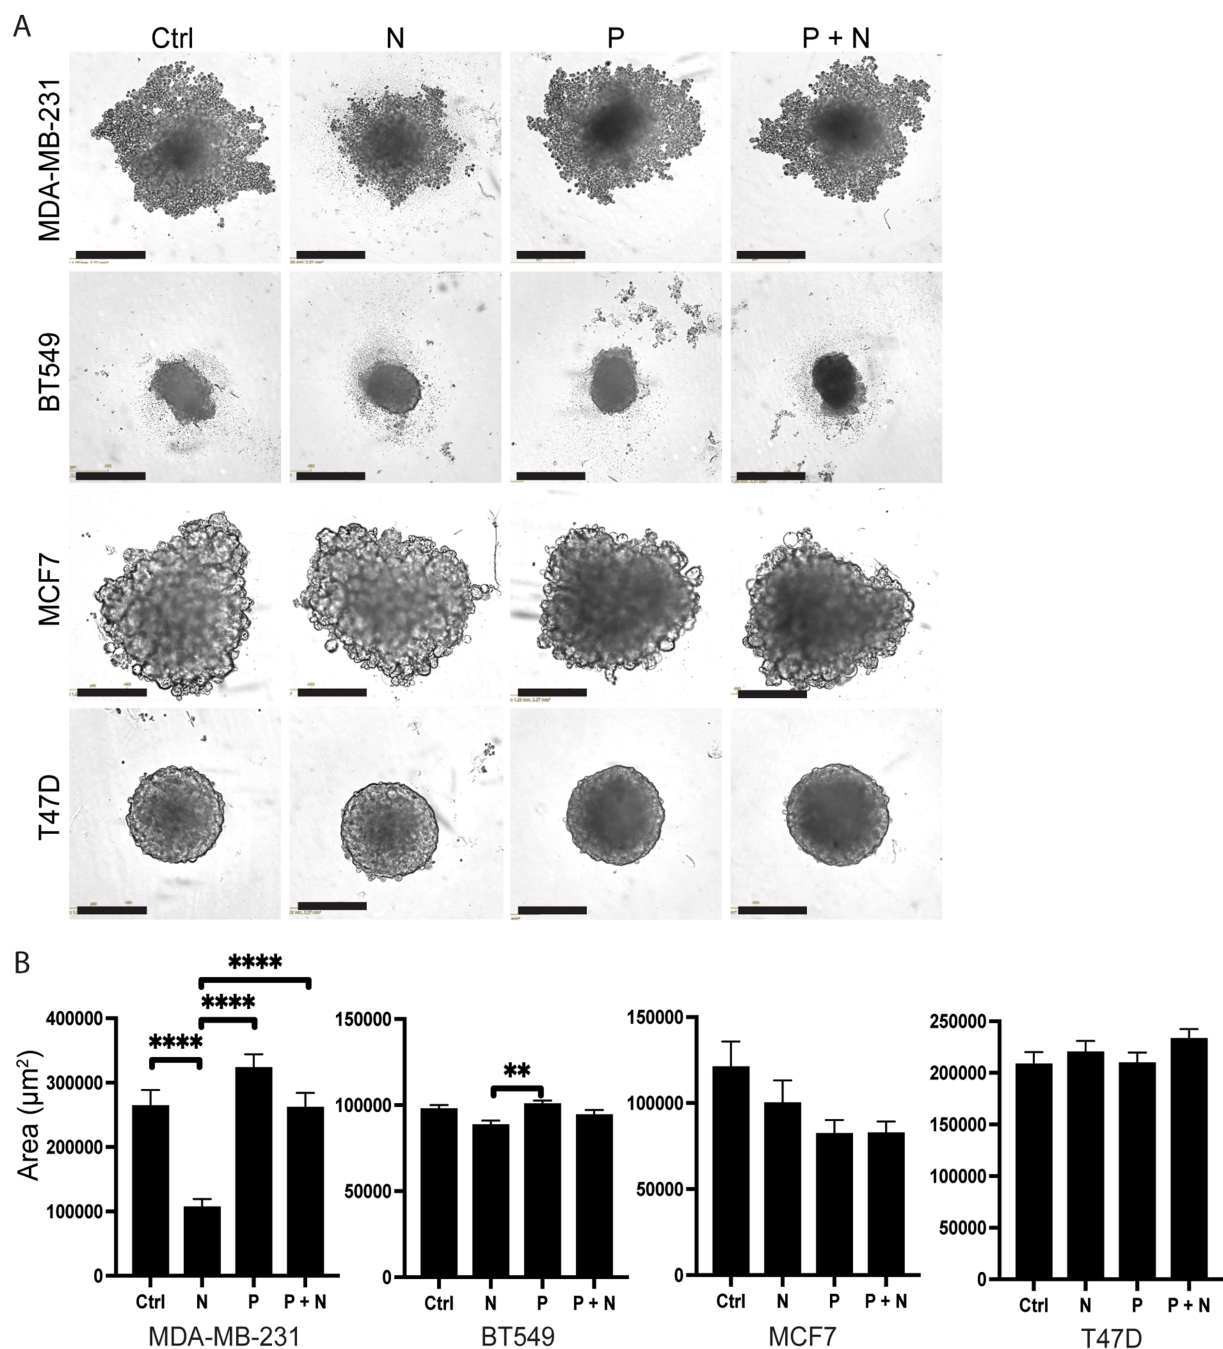 A
Ctrl N P P + N
MDA-MB-231
BT549
MCF7
T47D
B
Area (µm²)
****
****
****
400000
300000
200000
100000
0
Ctrl N P P + N
MDA-MB-231
**
150000
100000
50000
0
Ctrl N P P + N
BT549
150000
100000
50000
0
Ctrl N P P + N
MCF7
250000
200000
150000
100000
50000
0
Ctrl N P P + N
T47D